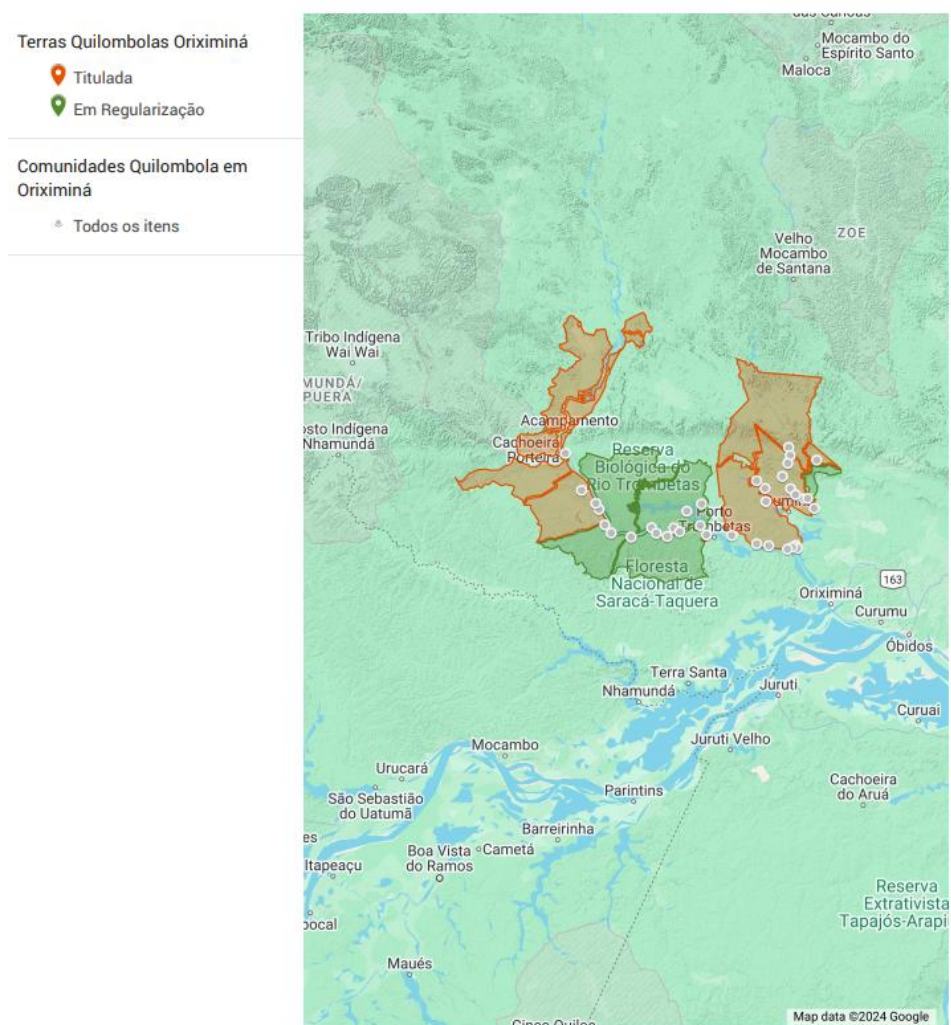 Terras Quilombolas Oriximiná
Titulada
Em Regularização
Comunidades Quilombola em
Oriximiná
Todos os itens
Mocambo do
Espírito Santo
Maloca
ZOE
Velho
Mocambo
de Santana
Tribo Indígena
Wai Wai
MUNDÁ/
PUERA
osto Indígena
Nhamundá
Acampamento
Cachoeira
Porteira
Reserva
Biológica do
Rio Trombetas
Porto
Trombetas
Floresta
Nacional de
Saracá-Taquera
163
Oriximiná
Curumu
Óbidos
Terra Santa
Nhamundá
Juruti
Curuai
Juruti Velho
Mocambo
Urucará
São Sebastião
do Uatumã
Parintins
Cachoeira
do Aruá
Barreirinha
es
Boa Vista
do Ramos
Cametá
Itapeaçu
Reserva
Extrativista
Tapajós-Arapi
Maués
Map data ©2024 Google